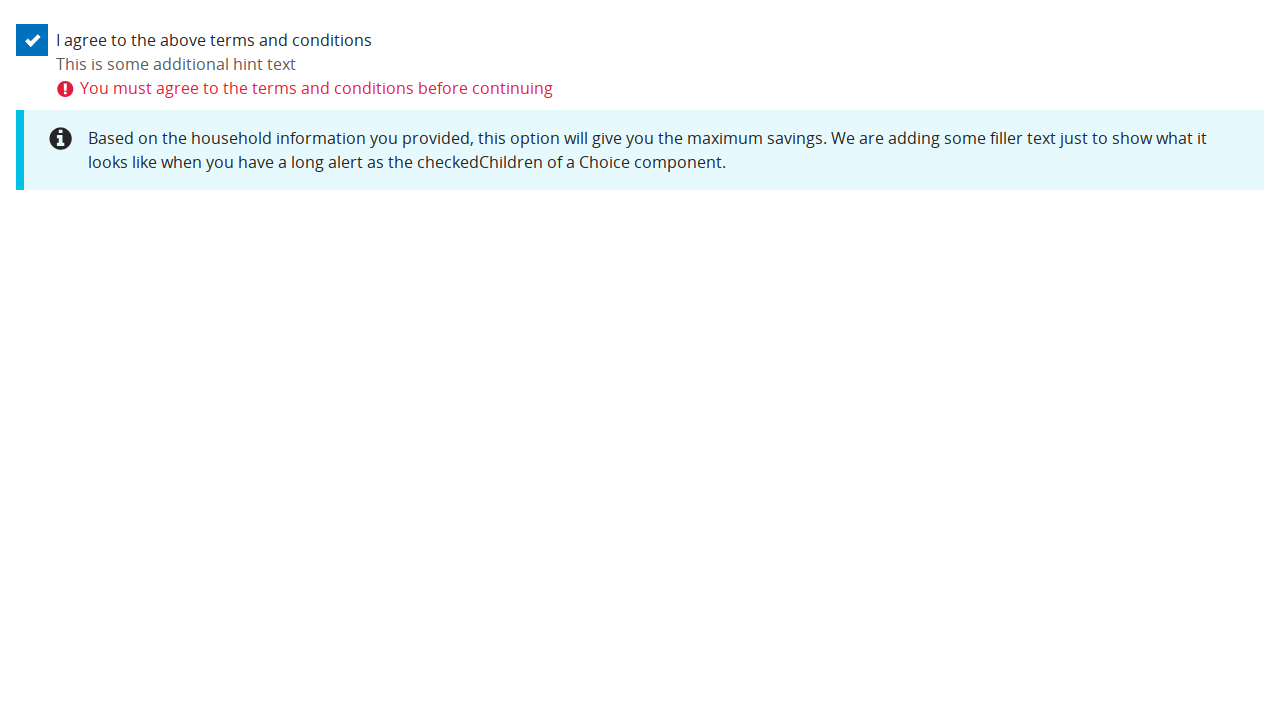 I agree to the above terms and conditions
This is some additional hint text
You must agree to the terms and conditions before continuing
Based on the household information you provided, this option will give you the maximum savings. We are adding some filler text just to show what it
looks like when you have a long alert as the checkedChildren of a Choice component.